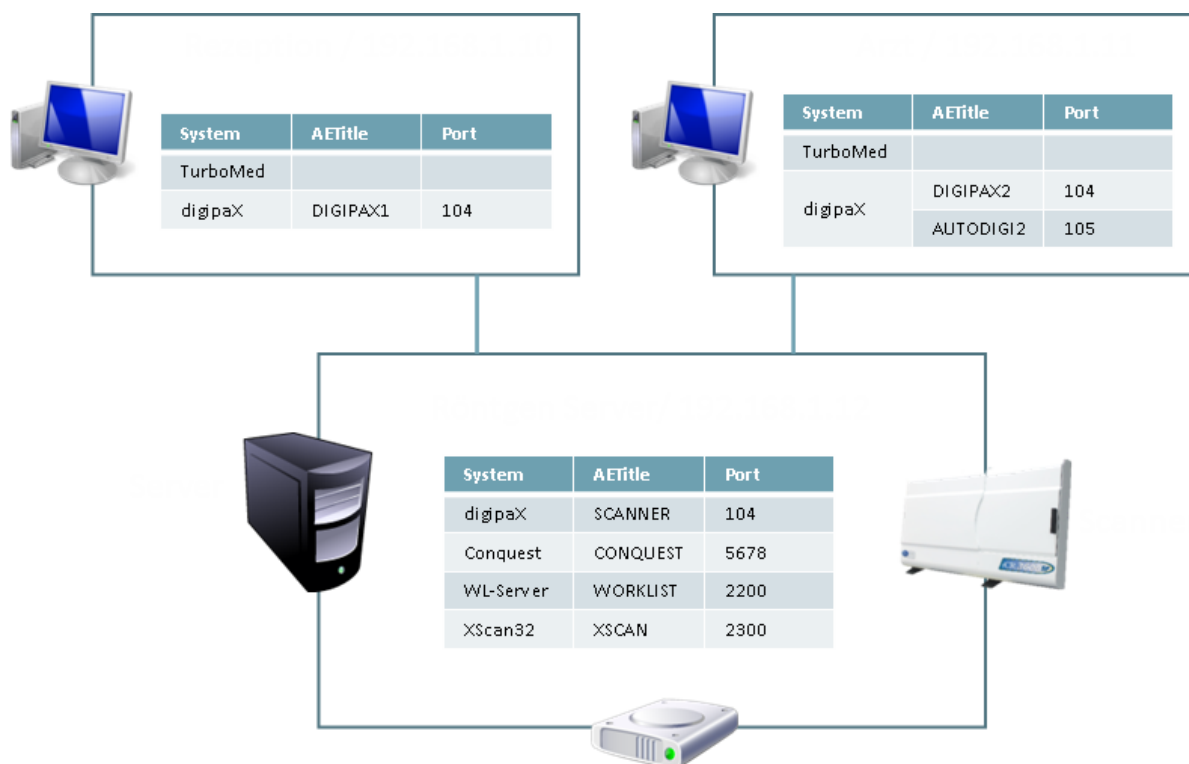 System AETitle Port
TurboMed
digipaX DIGIPAX1 104
System AETitle Port
TurboMed
digipaX
DIGIPAX2 104
AUTODIGI2 105
System AETitle Port
digipaX SCANNER 104
Conquest CONQUEST 5678
WL-Server WORKLIST 2200
XScan32 XSCAN 2300